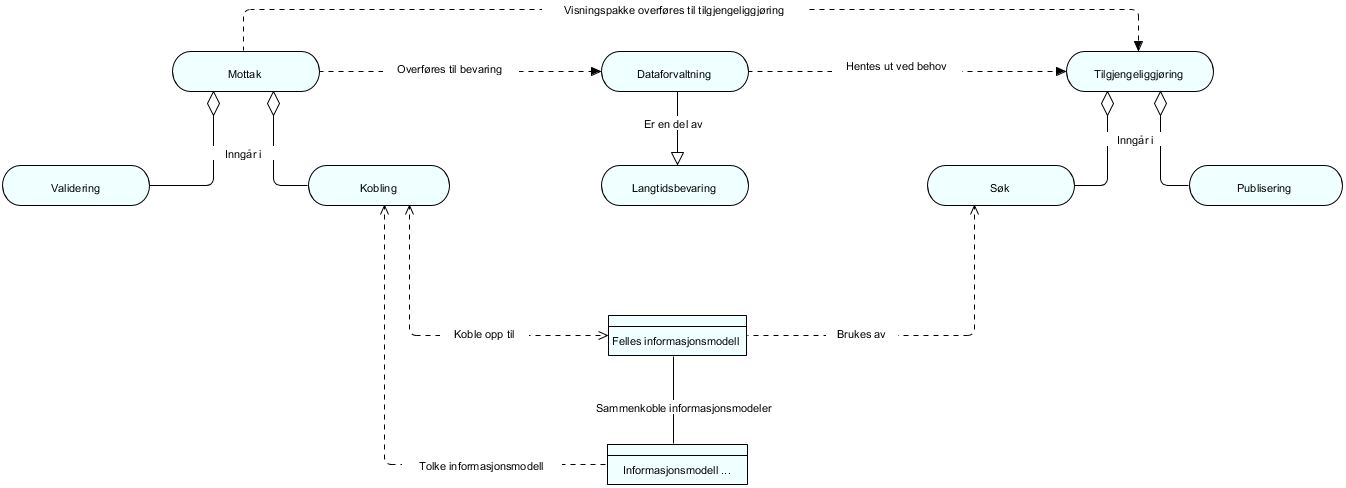 Visningspakke overføres til tilgjengeliggjøring
Mottak
Overføres til bevaring
Dataforvaltning
Hentes ut ved behov
Tilgjengeliggjøring
Er en del av
Inngår i
Inngår i
Validering
Kobling
Langtidsbevaring
Søk
Publisering
Koble opp til
Felles informasjonsmodell
Brukes av
Sammenkoble informasjonsmodeler
Tolke informasjonsmodell
Informasjonsmodell ...